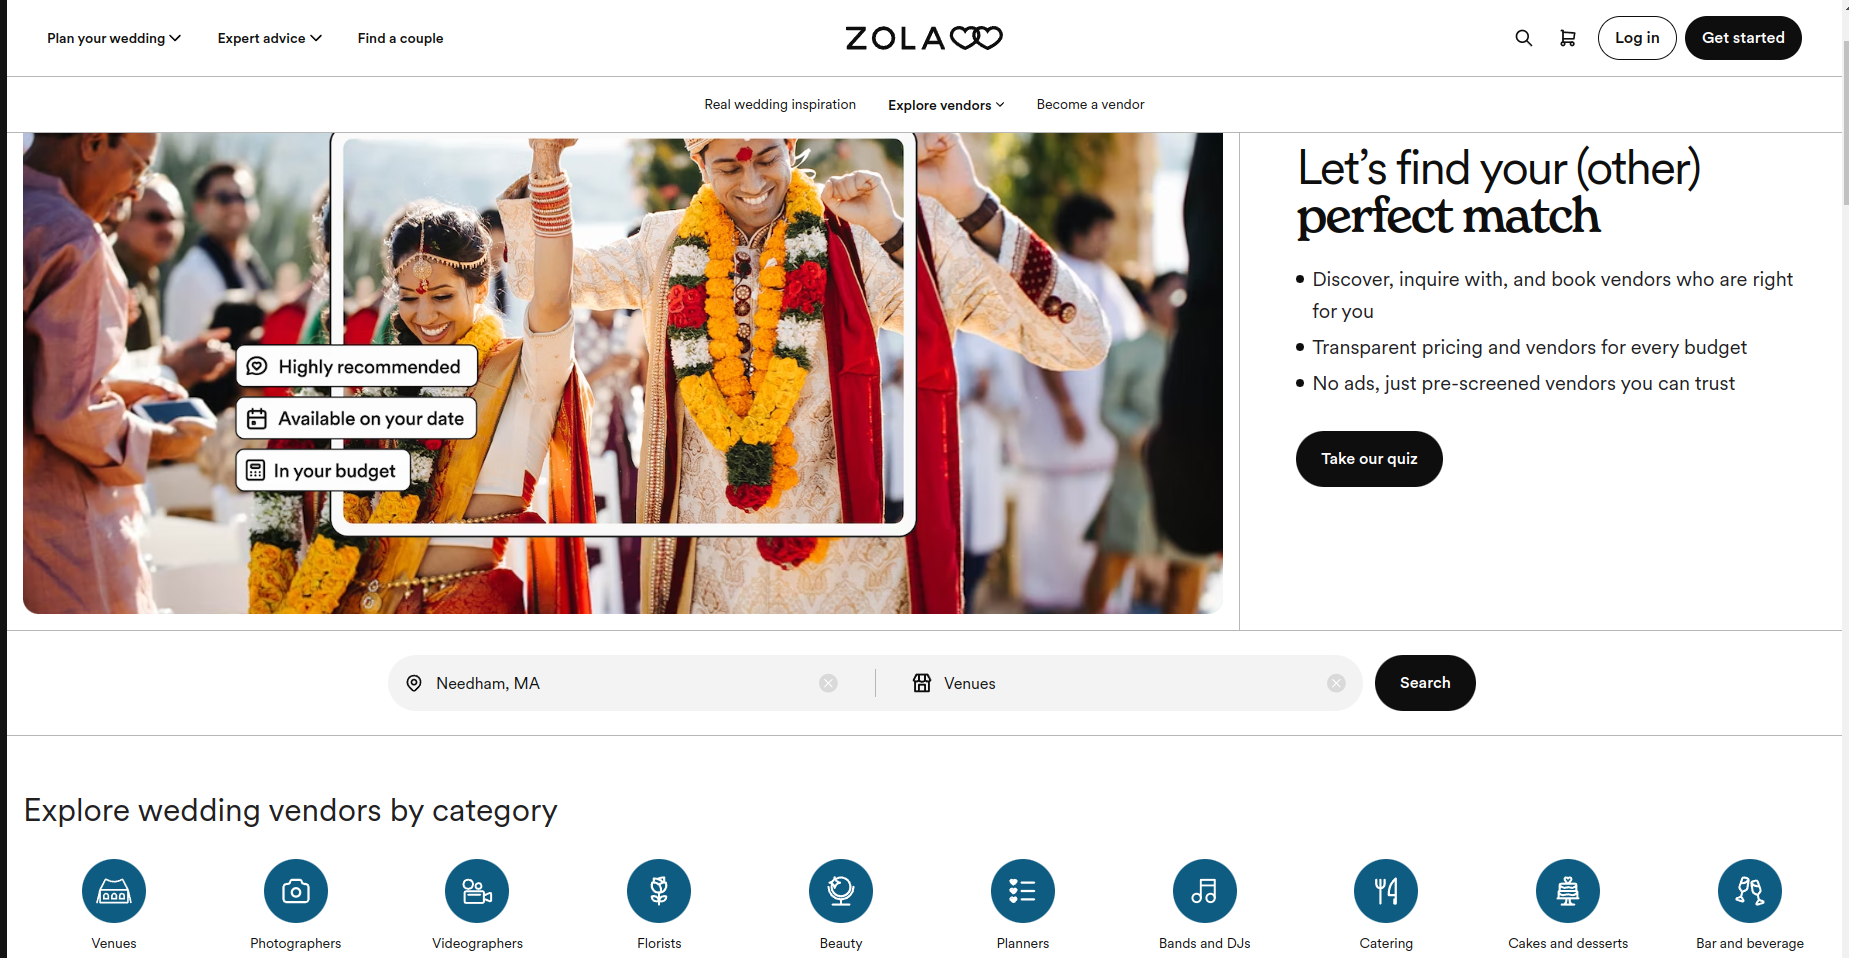 Plan your wedding
Expert advice
Find a couple
ZOLA
Log in
Get started
Real wedding inspiration
Explore vendors
Become a vendor
Highly recommended
Available on your date
In your budget
Let's find your (other)
perfect match
• Discover, inquire with, and book vendors who are right
for you
• Transparent pricing and vendors for every budget
• No ads, just pre-screened vendors you can trust
Take our quiz
Needham, MA
Venues
Search
Explore wedding vendors by category
Venues
Photographers
Videographers
Florists
Beauty
Planners
Bands and DJs
Catering
Cakes and desserts
Bar and beverage